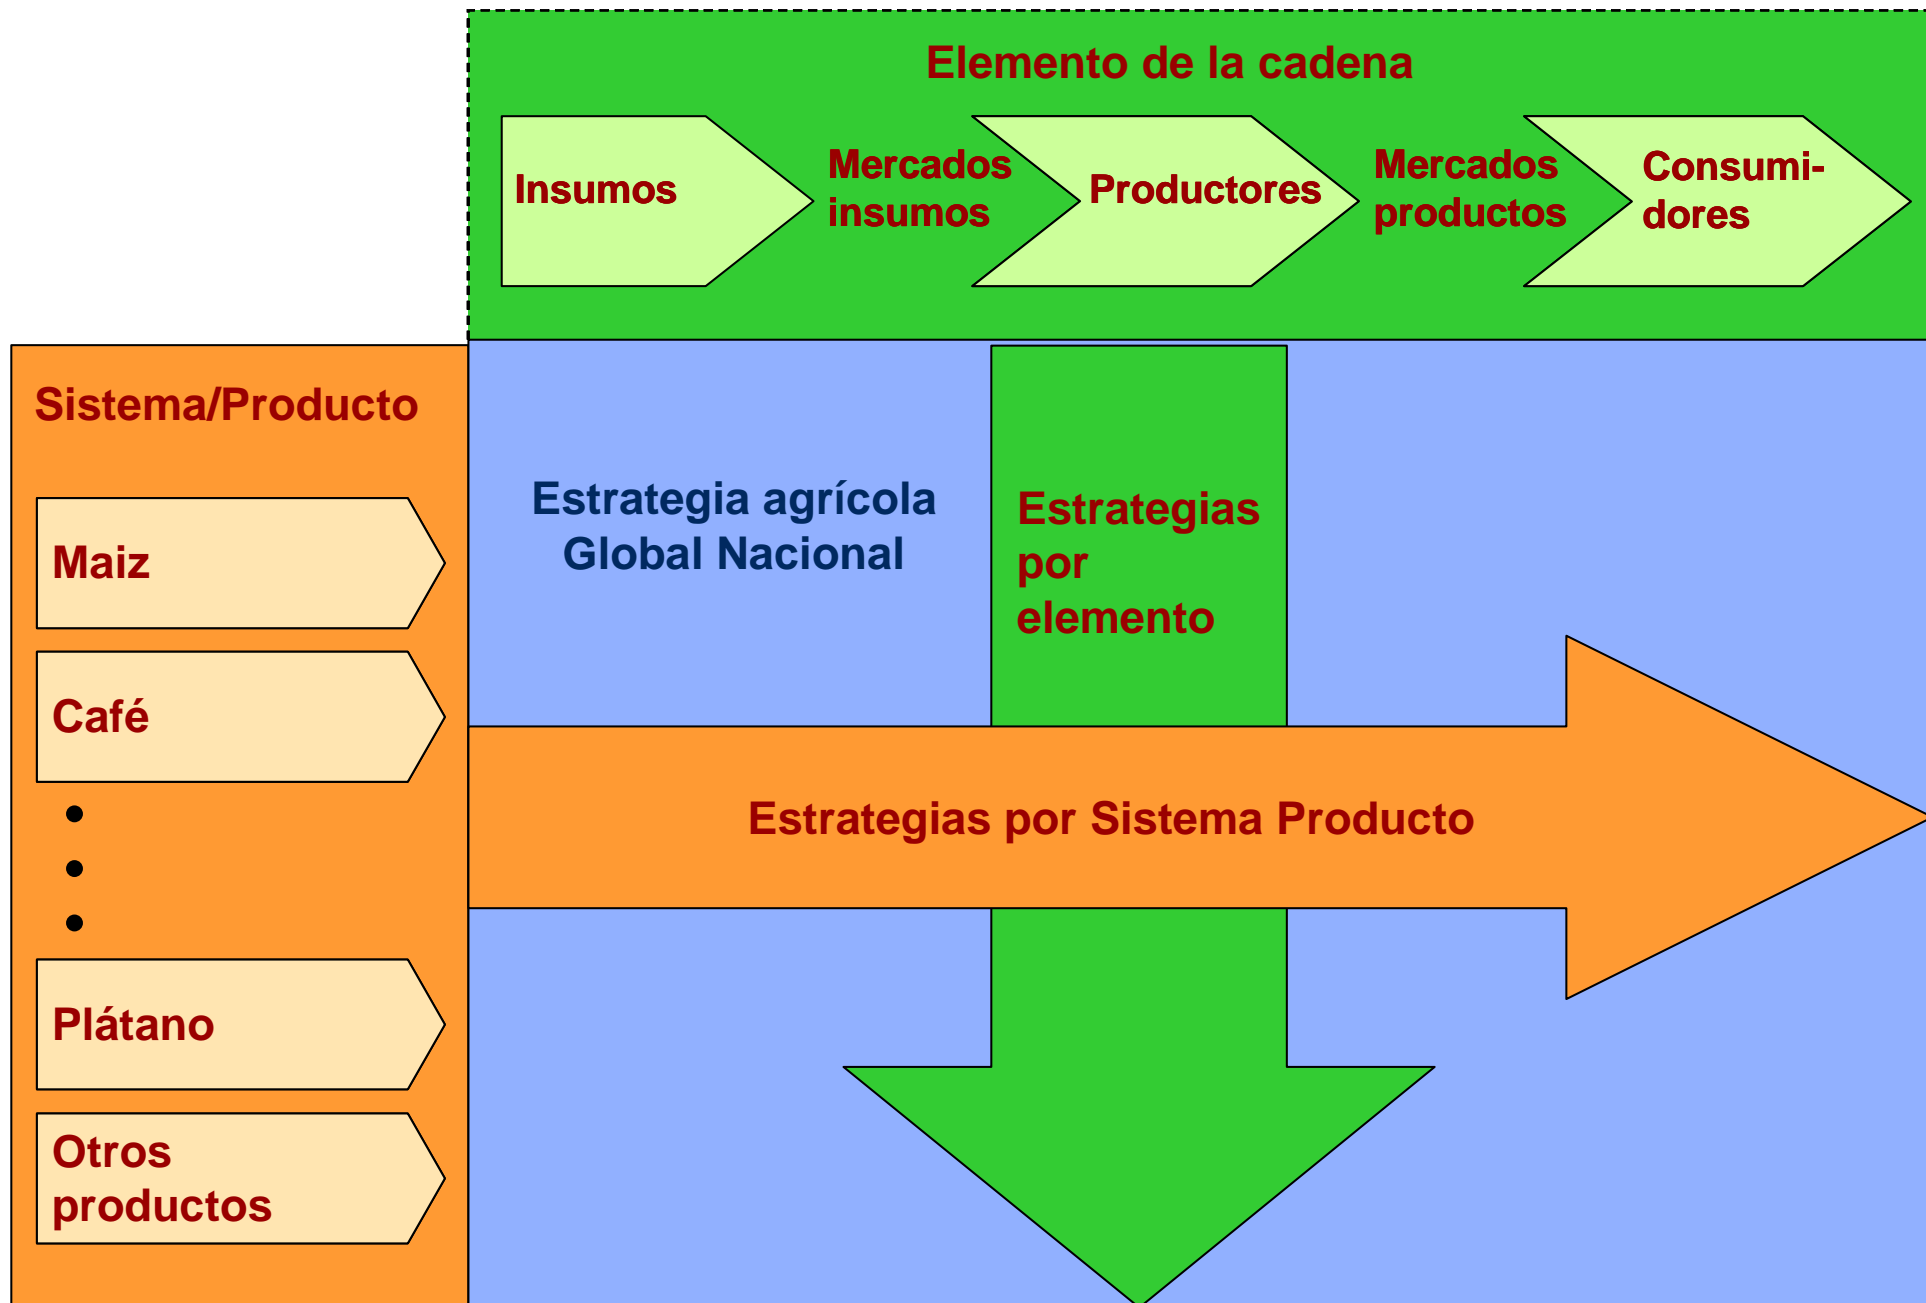 Elemento de la cadena
Insumos
Mercados
insumos
Productores
Mercados
productos
Consumi-
dores
Sistema/Producto
Maiz
Café
Plátano
Otros
productos
Estrategia agrícola
Global Nacional
Estrategias
por
elemento
Estrategias por Sistema Producto